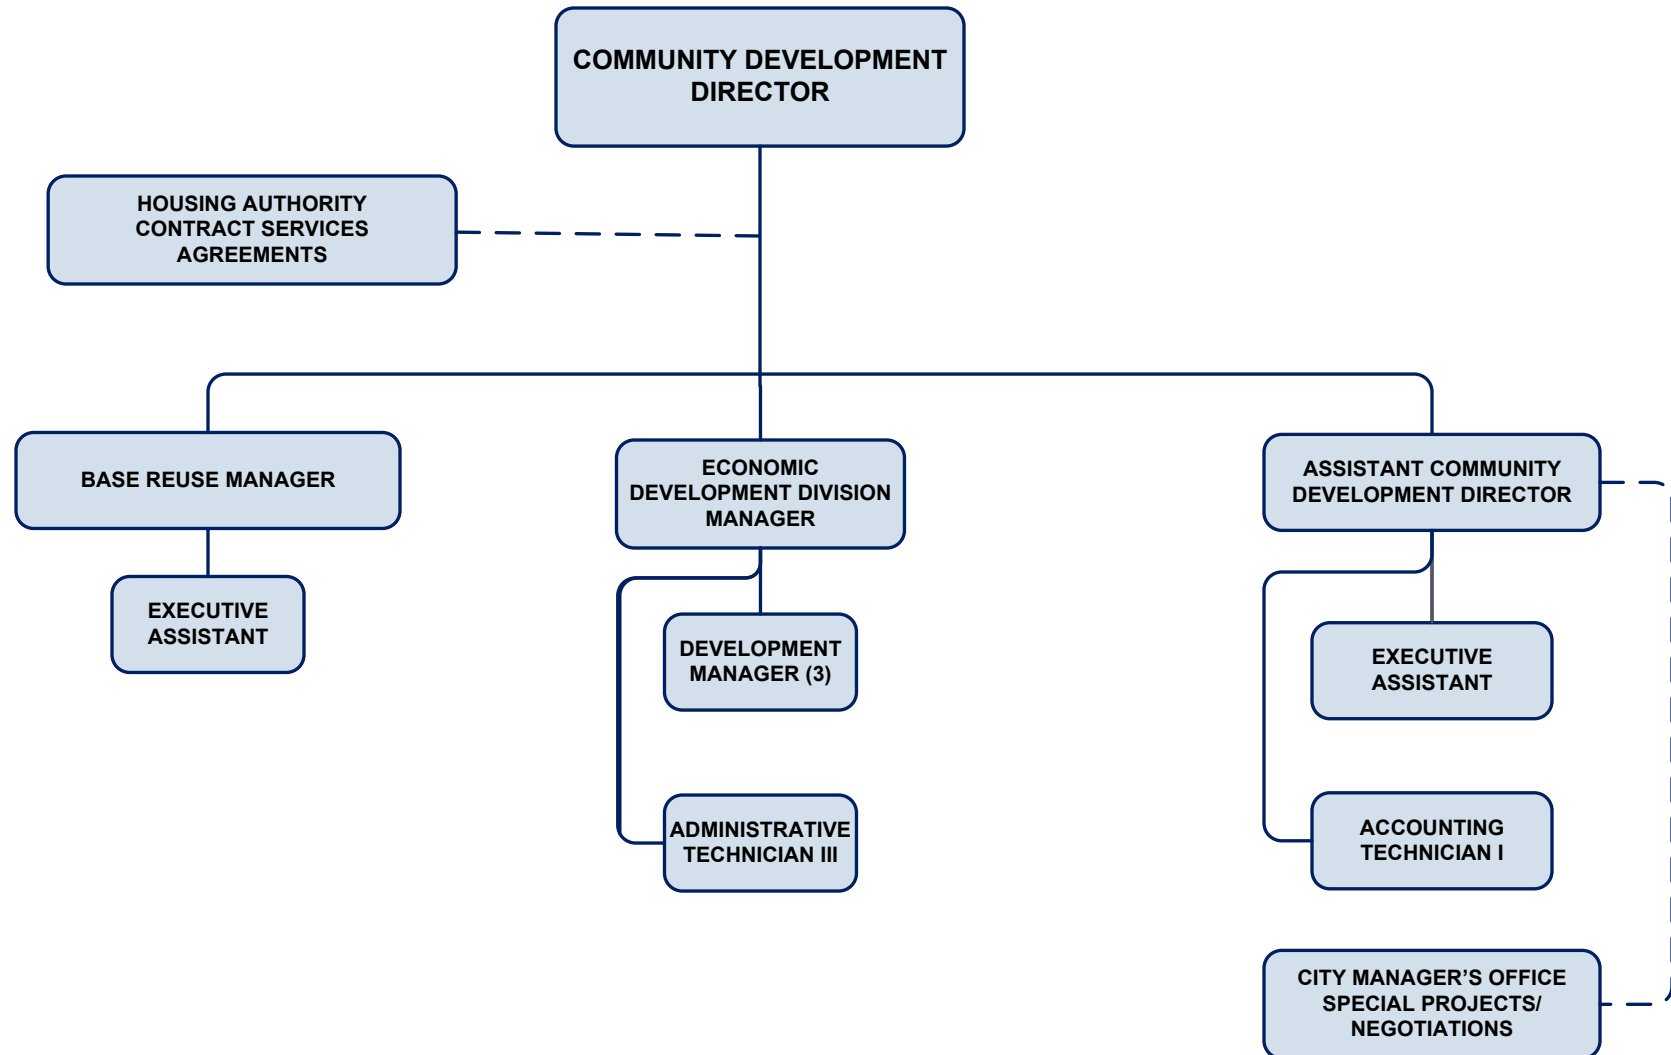 COMMUNITY DEVELOPMENT
DIRECTOR
HOUSING AUTHORITY
CONTRACT SERVICES
AGREEMENTS
BASE REUSE MANAGER
EXECUTIVE
ASSISTANT
ECONOMIC
DEVELOPMENT DIVISION
MANAGER
DEVELOPMENT
MANAGER (3)
ADMINISTRATIVE
TECHNICIAN III
ASSISTANT COMMUNITY
DEVELOPMENT DIRECTOR
EXECUTIVE
ASSISTANT
ACCOUNTING
TECHNICIAN I
CITY MANAGER’S OFFICE
SPECIAL PROJECTS/
NEGOTIATIONS